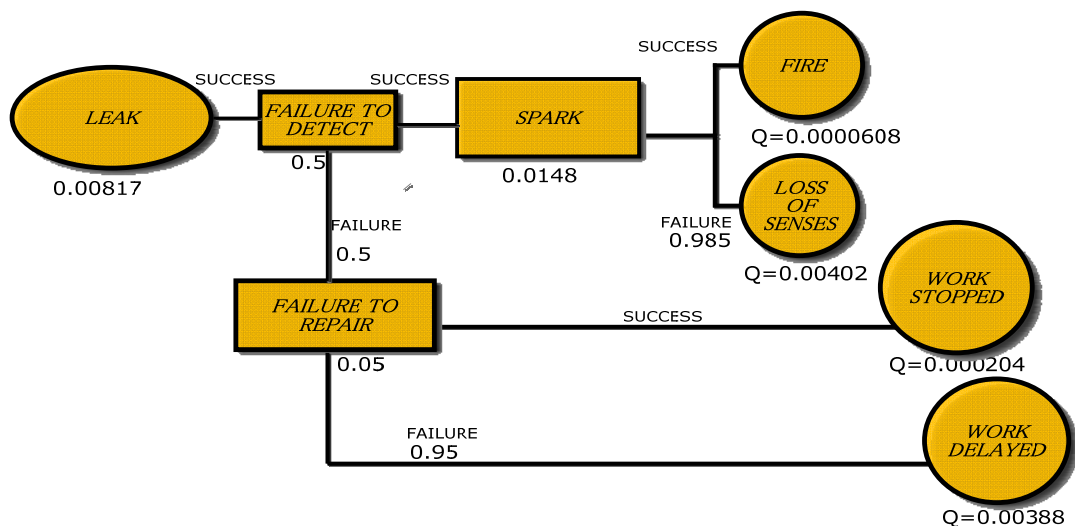 SUCCESS
FIRE
SUCCESS
SUCCESS
LEAK
FAILURE TO
DETECT
SPARK
Q=0.0000608
0.5
0.0148
0.00817
LOSS
OF
SENSES
FAILURE
0.985
FAILURE
0.5
Q=0.00402
WORK
STOPPED
FAILURE TO
REPAIR
SUCCESS
0.05
Q=0.000204
FAILURE
0.95
WORK
DELAYED
Q=0.00388